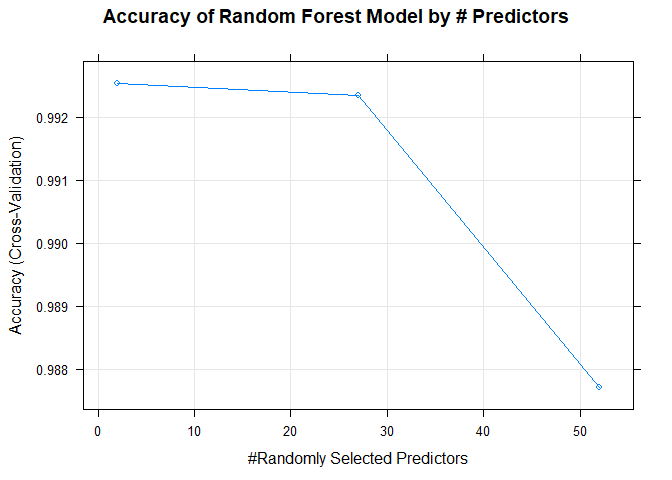 Accuracy of Random Forest Model by # Predictors
Accuracy (Cross-Validation)
0.992
0.991
0.990
0.989
0.988
0 10 20 30 40 50
#Randomly Selected Predictors